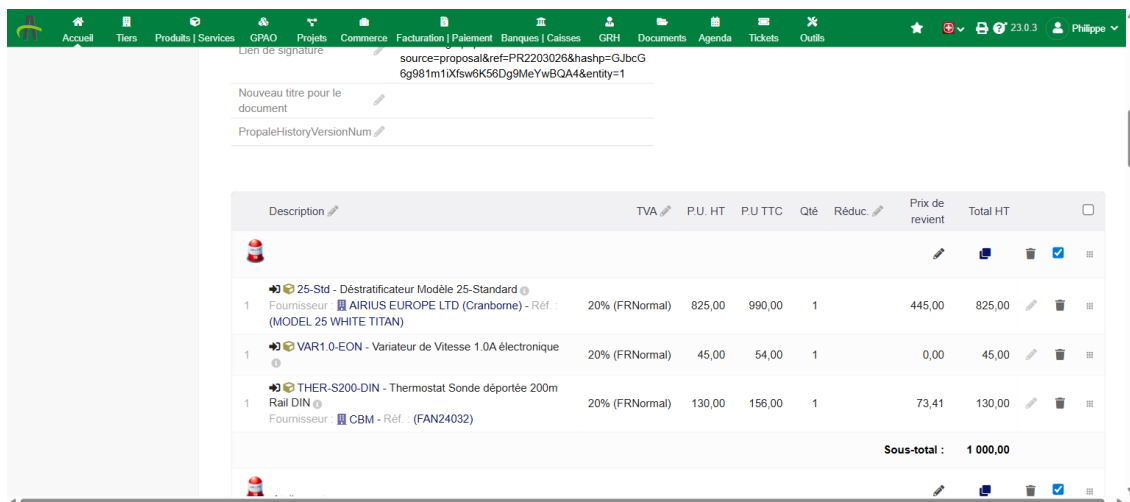 Accueil Tiers Produits | Services GPAO Projets Commerce Facturation | Paiement Banques | Caisses GRH Documents Agenda Tickets Outils 23.0.3 Philippe
Lien de signature
source=proposal&ref=PR2203026&hashp=GJbcG
6g981m1iXfsw6K56Dg9MeYwBQA4&entity=1
Nouveau titre pour le
document
PropaleHistoryVersionNum
Description TVA P.U. HT P.U TTC Qté Réduc. Prix de
revient Total HT
1 25-Std - Déstratificateur Modèle 25-Standard
Fournisseur : AIRIUS EUROPE LTD (Cranborne) - Réf. : 20% (FRNormal) 825,00 990,00 1 445,00 825,00
(MODEL 25 WHITE TITAN)
1 VAR1.0-EON - Variateur de Vitesse 1.0A électronique 20% (FRNormal) 45,00 54,00 1 0,00 45,00
THER-S200-DIN - Thermostat Sonde déportée 200m
1 Rail DIN 20% (FRNormal) 130,00 156,00 1 73,41 130,00
Fournisseur : CBM - Réf. : (FAN24032)
Sous-total : 1 000,00